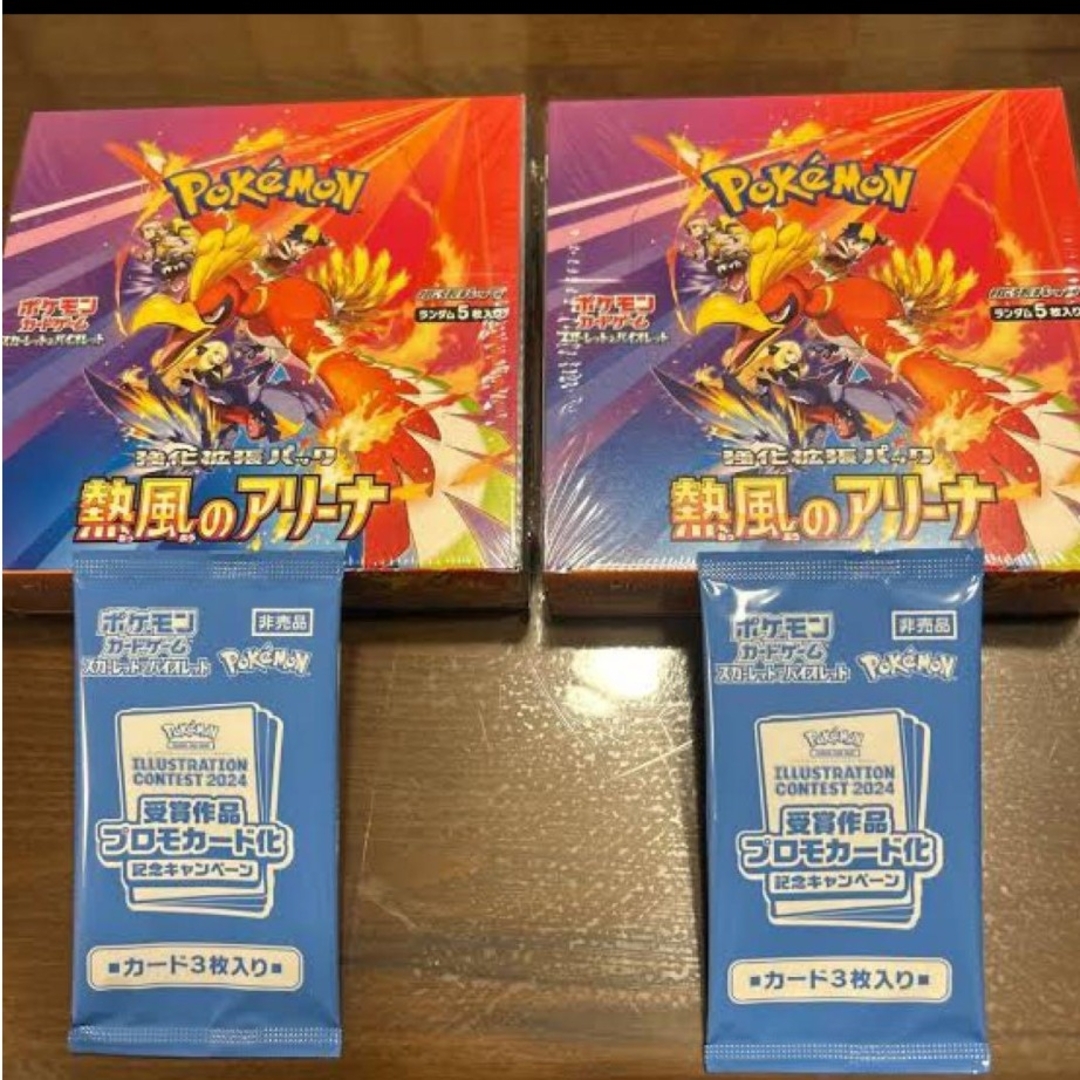 POKéMON
ポケモン
カードゲーム
スカーレット&バイオレット
ランダム5枚入り
強化拡張パック
熱風のアリーナ
ねっ ぷう
POKéMON
ポケモン
カードゲーム
スカーレット&バイオレット
ランダム5枚入り
強化拡張パック
熱風のアリーナ
ねっ ぷう
ポケモン
カードゲーム
スカーレット&バイオレット
非売品
POKéMON
POKéMON
ILLUSTRATION
CONTEST 2024
受賞作品
プロモカード化
記念キャンペーン
カード3枚入り
ポケモン
カードゲーム
スカーレット&バイオレット
非売品
POKéMON
POKéMON
ILLUSTRATION
CONTEST 2024
受賞作品
プロモカード化
記念キャンペーン
カード3枚入り